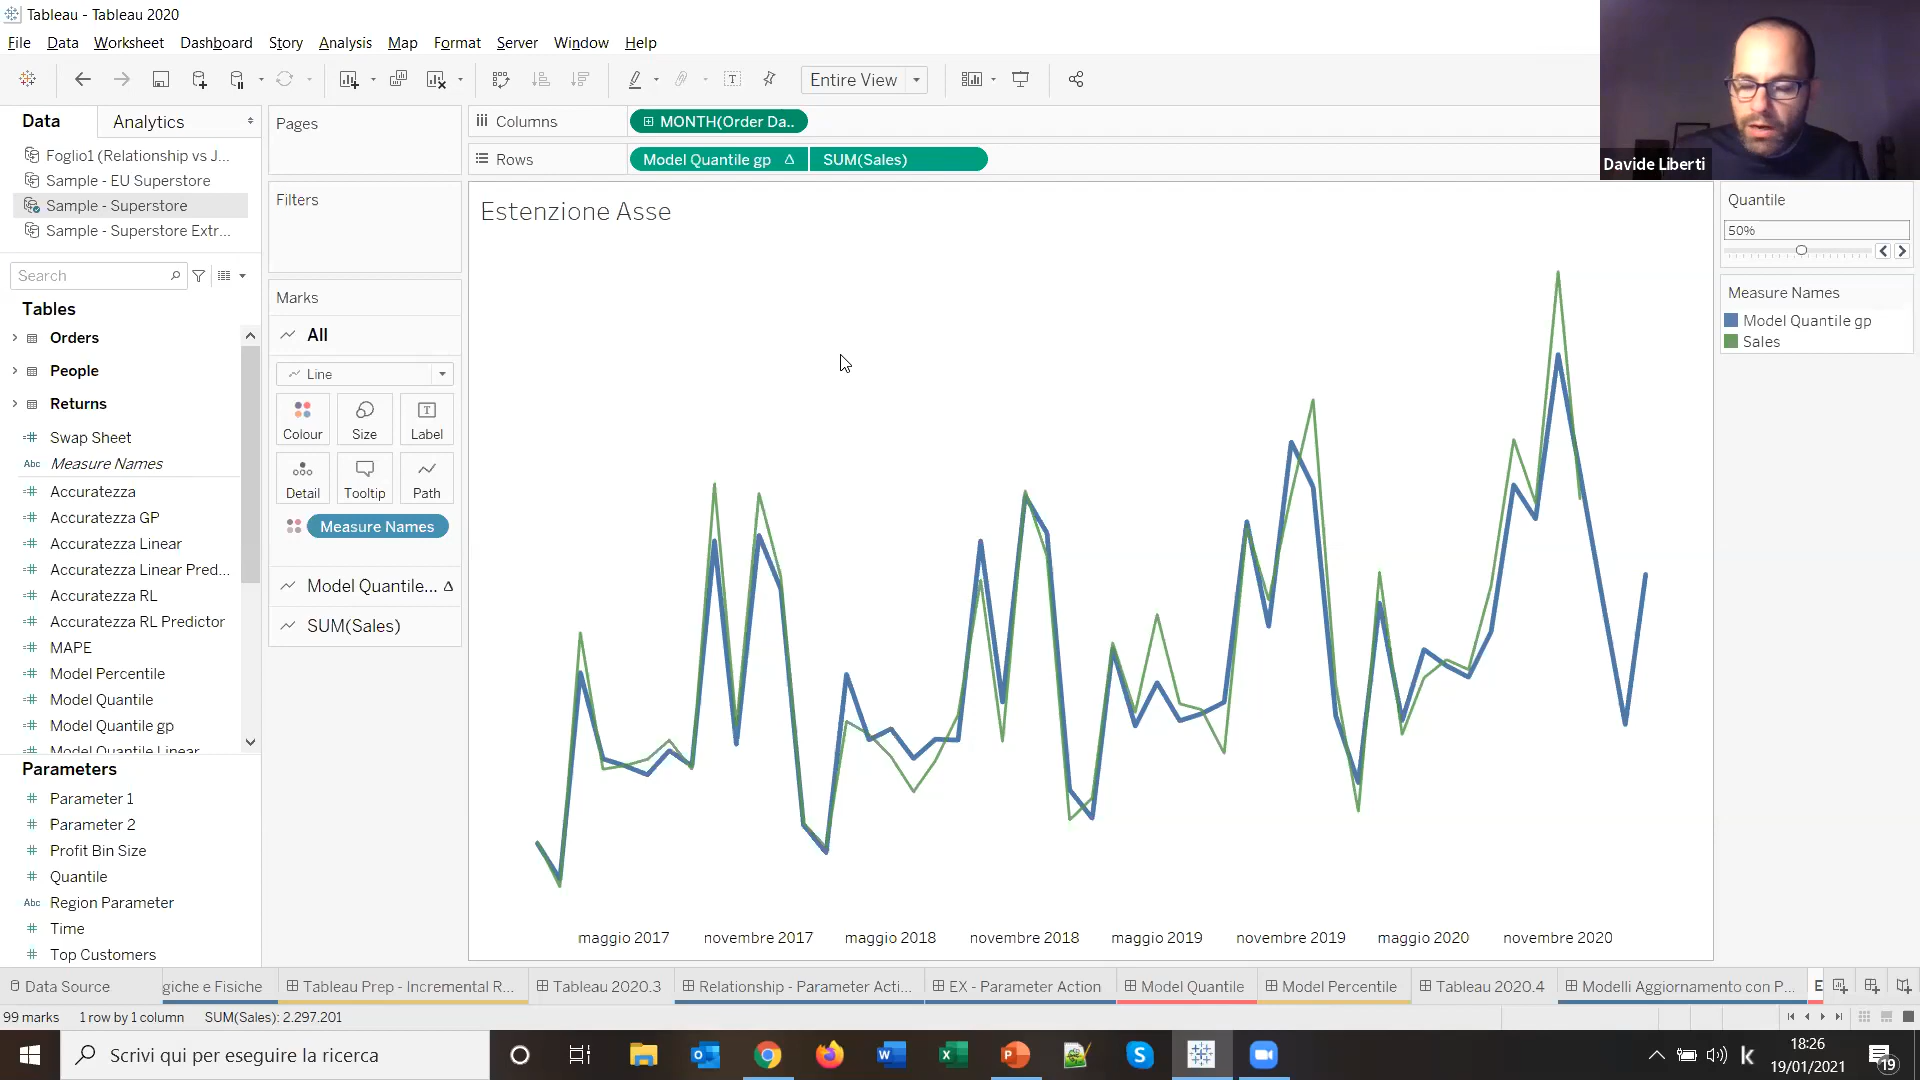 Tableau - Tableau 2020
File Data Worksheet Dashboard Story Analysis Map Format Server Window Help
Entire View
Data
Analytics
Foglio1 (Relationship vs J...
Sample - EU Superstore
Sample - Superstore
Sample - Superstore Extr...
Search
Tables
Orders
People
Returns
Swap Sheet
Abc Measure Names
Accuratezza
Accuratezza GP
Accuratezza Linear
Accuratezza Linear Pred...
Accuratezza RL
Accuratezza RL Predictor
MAPE
Model Percentile
Model Quantile
Model Quantile gp
Model Quantile Linear
Parameters
Parameter 1
Parameter 2
Profit Bin Size
Quantile
Abc Region Parameter
Time
Top Customers
Pages
Filters
Marks
All
Line
Colour
Size
Label
Detail
Tooltip
Path
Measure Names
Model Quantile...
SUM(Sales)
Columns
MONTH(Order Da..
Rows
Model Quantile gp
SUM(Sales)
Estenzione Asse
maggio 2017
novembre 2017
maggio 2018
novembre 2018
maggio 2019
novembre 2019
maggio 2020
novembre 2020
Davide Liberti
Quantile
50%
Measure Names
Model Quantile gp
Sales
Data Source
giche e Fisiche
Tableau Prep - Incremental R...
Tableau 2020.3
Relationship - Parameter Acti...
EX - Parameter Action
Model Quantile
Model Percentile
Tableau 2020.4
Modelli Aggiornamento con P...
E
99 marks
1 row by 1 column
SUM(Sales): 2.297.201
Scrivi qui per eseguire la ricerca
18:26
19/01/2021
19